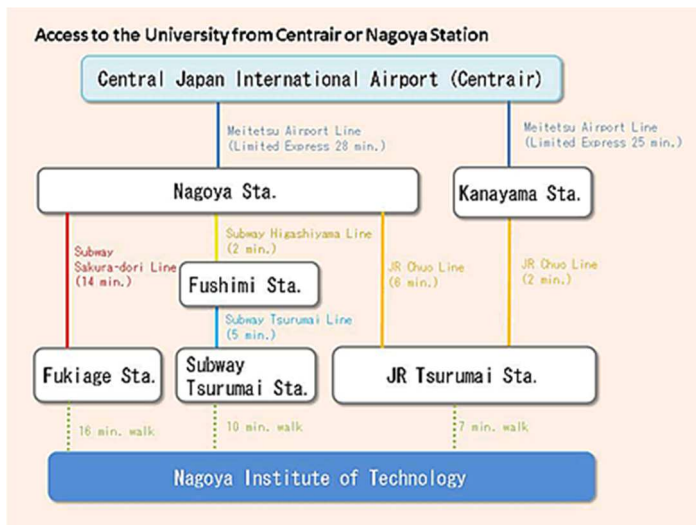 Access to the University from Centrair or Nagoya Station
Central Japan International Airport (Centrair)
Meitetsu Airport Line
(Limited Express 28 min.)
Meitetsu Airport Line
(Limited Express 25 min.)
Nagoya Sta.
Kanayama Sta.
Subway
Sakura-dori Line
(14 min.)
Subway Higashiyama Line
(2 min.)
JR Chuo Line
(6 min.)
JR Chuo Line
(2 min.)
Fushimi Sta.
Subway Tsurumai Line
(5 min.)
Fukiage Sta.
Subway
Tsurumai Sta.
JR Tsurumai Sta.
16 min. walk
10 min. walk
7 min. walk
Nagoya Institute of Technology